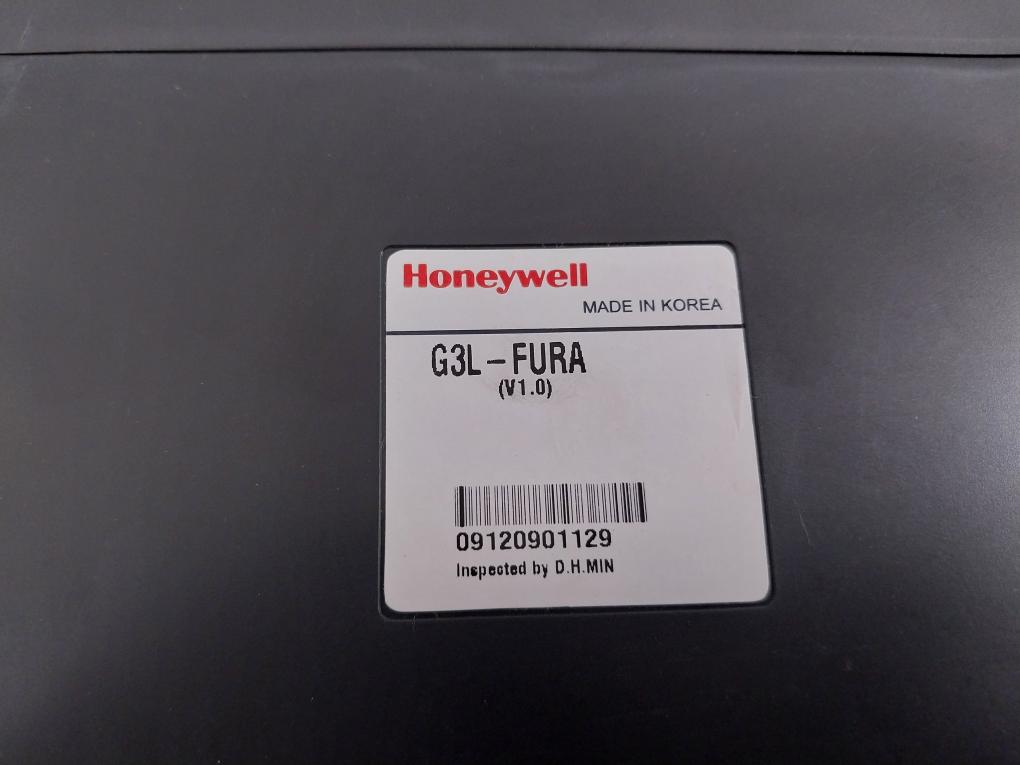 Honeywell
MADE IN KOREA
G3L-FURA
(V1.0)
09120901129
Inspected by D.H.MIN